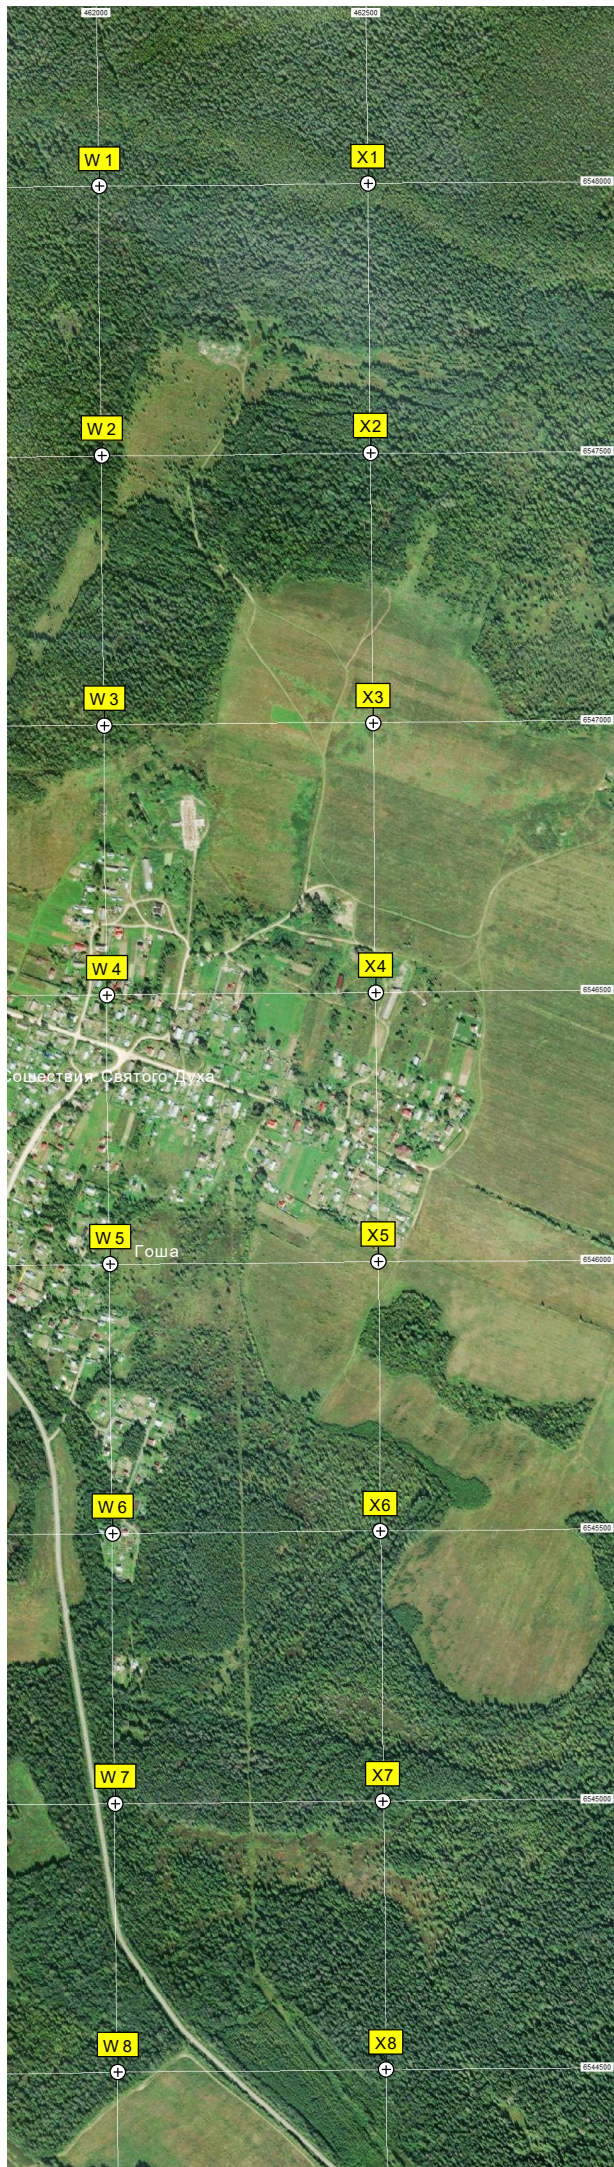 462000 462500
W 1 X1
6548000
W 2 X2
6547500
W 3 X3
6547000
W 4 X4
6546500
Сошествия Святого Духа
W 5 X5
Гоша
6546000
W 6 X6
6545500
W 7 X7
6545000
W 8 X8
6544500